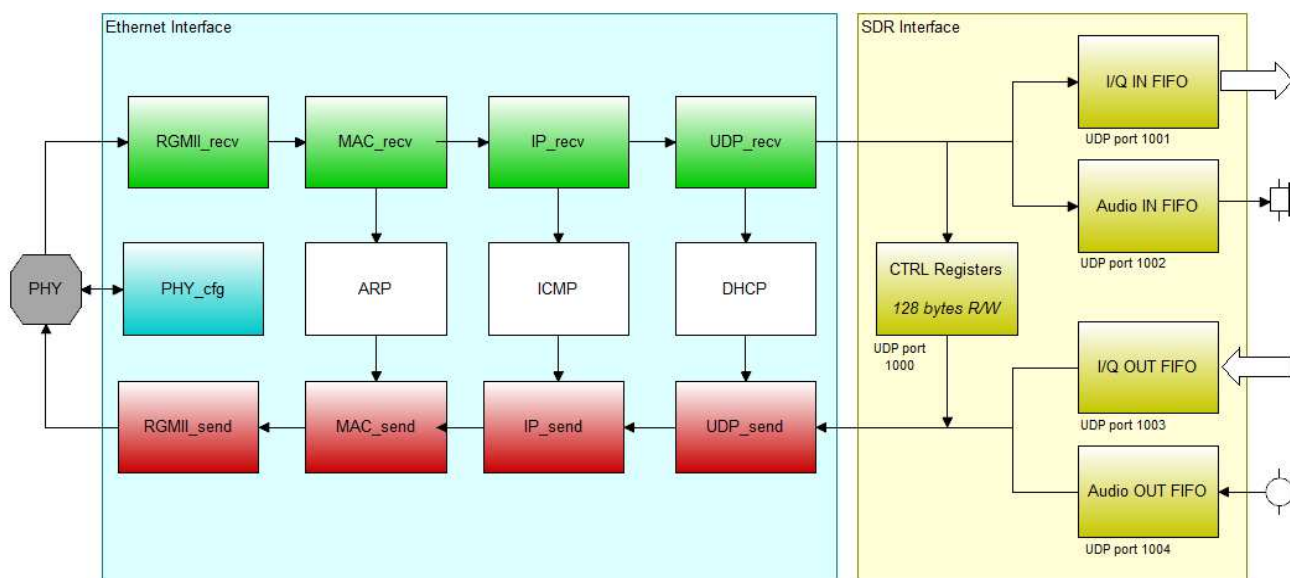 Ethernet Interface
SDR Interface
I/Q IN FIFO
UDP port 1001
RGMII_recv
MAC_recv
IP_recv
UDP_recv
Audio IN FIFO
UDP port 1002
PHY
PHY_cfg
ARP
ICMP
DHCP
CTRL Registers
128 bytes R/W
UDP port
1000
I/Q OUT FIFO
UDP port 1003
RGMII_send
MAC_send
IP_send
UDP_send
Audio OUT FIFO
UDP port 1004